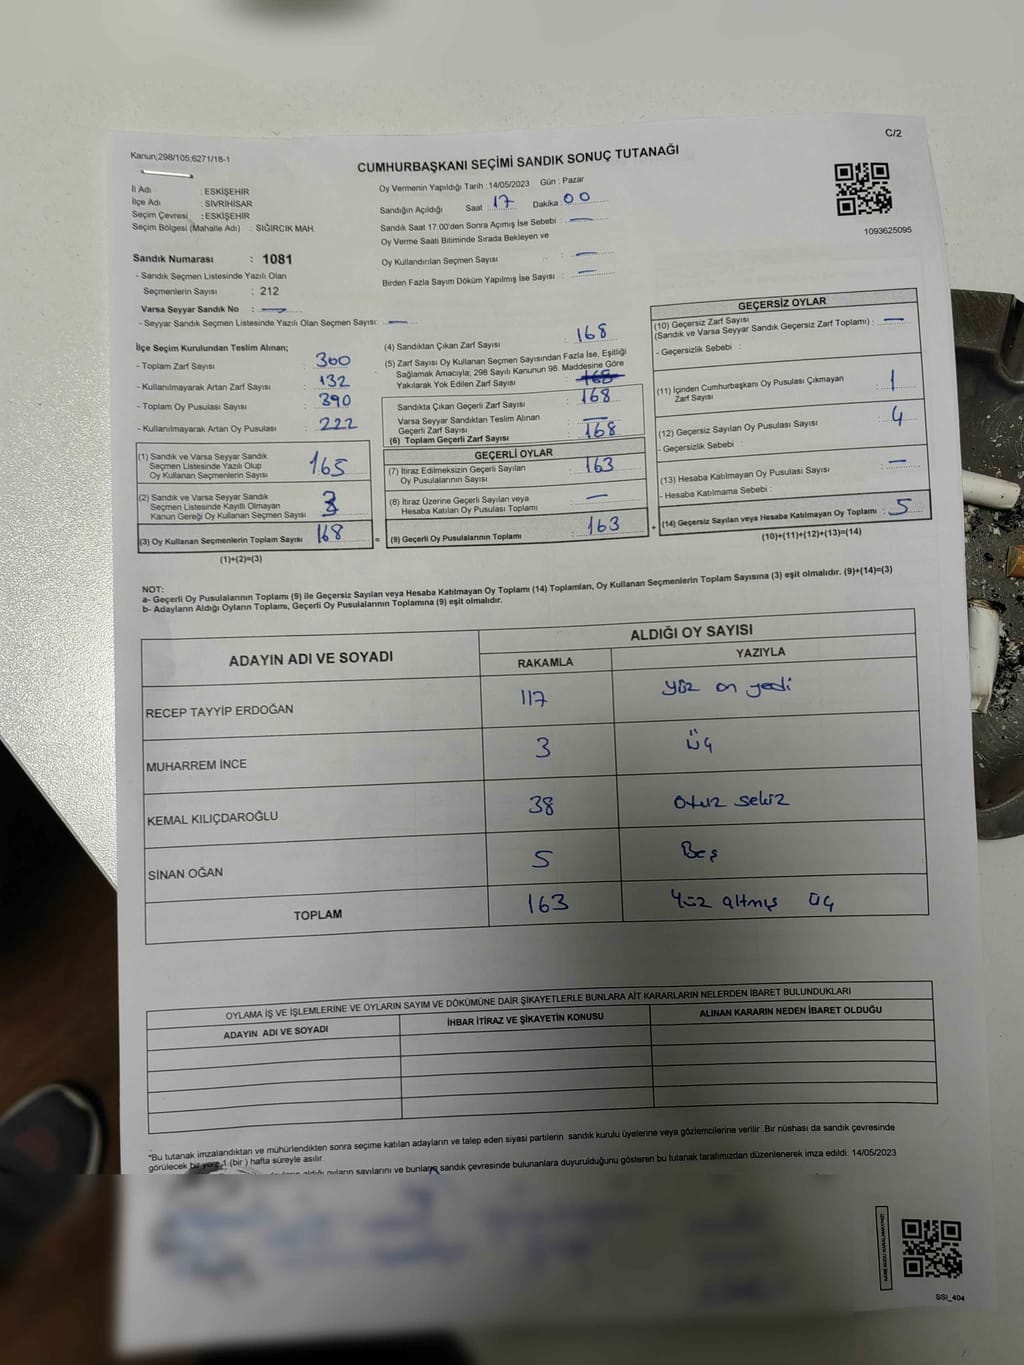 C/2
Kanun;298/105;6271/18-1
CUMHURBAŞKANI SEÇİMİ SANDIK SONUÇ TUTANAĞI
İl Adı : ESKİŞEHİR
İlçe Adı : SİVRİHİSAR
Seçim Çevresi : ESKİŞEHİR
Seçim Bölgesi (Mahalle Adı) : SIĞIRCIK MAH.
Oy Vermenin Yapıldığı Tarih : 14/05/2023 Gün : Pazar
Sandığın Açıldığı Saat : 17 Dakika : 00
Sandık Saat 17:00'den Sonra Açımış İse Sebebi : —
Oy Verme Saati Bitiminde Sırada Bekleyen ve
Oy Kullandırılan Seçmen Sayısı : —
Birden Fazla Sayım Döküm Yapılmış İse Sayısı : —
1093625095
Sandık Numarası : 1081
- Sandık Seçmen Listesinde Yazılı Olan
Seçmenlerin Sayısı : 212
Varsa Seyyar Sandık No : —
- Seyyar Sandık Seçmen Listesinde Yazılı Olan Seçmen Sayısı: —
İlçe Seçim Kurulundan Teslim Alınan;
- Toplam Zarf Sayısı : 300
- Kullanılmayarak Artan Zarf Sayısı : 132
- Toplam Oy Pusulası Sayısı : 390
- Kullanılmayarak Artan Oy Pusulası : 222
(1) Sandık ve Varsa Seyyar Sandık
Seçmen Listesinde Yazılı Olup
Oy Kullanan Seçmenlerin Sayısı : 165
(2) Sandık ve Varsa Seyyar Sandık
Seçmen Listesinde Kayıtlı Olmayan
Kanun Gereği Oy Kullanan Seçmen Sayısı : 3
(3) Oy Kullanan Seçmenlerin Toplam Sayısı : 168
(1)+(2)=(3)
(4) Sandıktan Çıkan Zarf Sayısı : 168
(5) Zarf Sayısı Oy Kullanan Seçmen Sayısından Fazla İse, Eşitliği
Sağlamak Amacıyla; 298 Sayılı Kanunun 98. Maddesine Göre
Yakılarak Yok Edilen Zarf Sayısı : 168
Sandıkta Çıkan Geçerli Zarf Sayısı : 168
Varsa Seyyar Sandıktan Teslim Alınan
Geçerli Zarf Sayısı : —
(6) Toplam Geçerli Zarf Sayısı : 168
GEÇERLİ OYLAR
(7) İtiraz Edilmeksizin Geçerli Sayılan
Oy Pusulasının Sayısı : 163
(8) İtiraz Üzerine Geçerli Sayılan veya
Hesaba Katılan Oy Pusulası Toplamı : —
= (9) Geçerli Oy Pusulalarının Toplamı : 163
GEÇERSİZ OYLAR
(10) Geçersiz Zarf Sayısı
(Sandık ve Varsa Seyyar Sandık Geçersiz Zarf Toplamı) : —
- Geçersizlik Sebebi :
(11) İçinden Cumhurbaşkanı Oy Pusulası Çıkmayan
Zarf Sayısı : 1
(12) Geçersiz Sayılan Oy Pusulası Sayısı : 4
- Geçersizlik Sebebi :
(13) Hesaba Katılmayan Oy Pusulası Sayısı : —
- Hesaba Katılmama Sebebi :
+ (14) Geçersiz Sayılan veya Hesaba Katılmayan Oy Toplamı : 5
(10)+(11)+(12)+(13)=(14)
NOT:
a- Geçerli Oy Pusulalarının Toplamı (9) ile Geçersiz Sayılan veya Hesaba Katılmayan Oy Toplamı (14) Toplamları, Oy Kullanan Seçmenlerin Toplam Sayısına (3) eşit olmalıdır. (9)+(14)=(3)
b- Adayların Aldığı Oyların Toplamı, Geçerli Oy Pusulalarının Toplamına (9) eşit olmalıdır.
ADAYIN ADI VE SOYADI
ALDIĞI OY SAYISI
RAKAMLA YAZIYLA
RECEP TAYYİP ERDOĞAN 117 yüz on yedi
MUHARREM İNCE 3 Üç
KEMAL KILIÇDAROĞLU 38 Otuz sekiz
SİNAN OĞAN 5 Beş
TOPLAM 163 Yüz altmış üç
OYLAMA İŞ VE İŞLEMLERİNE VE OYLARIN SAYIM VE DÖKÜMÜNE DAİR ŞİKAYETLERLE BUNLARA AİT KARARLARIN NELERDEN İBARET BULUNDUKLARI
ADAYIN ADI VE SOYADI İHBAR İTİRAZ VE ŞİKAYETİN KONUSU ALINAN KARARIN NEDEN İBARET OLDUĞU
*Bu tutanak imzalandıktan ve mühürlendikten sonra seçime katılan adayların ve talep eden siyasi partilerin sandık kurulu üyelerine veya gözlemcilerine verilir .Bir nüshası da sandık çevresinde
görülecek bir yere 1 (bir ) hafta süreyle asılır.
aldığı oyların sayılarını ve bunların sandık çevresinde bulunanlara duyurulduğunu gösteren bu tutanak tarafımızdan düzenlenerek imza edildi. 14/05/2023
SSI_404